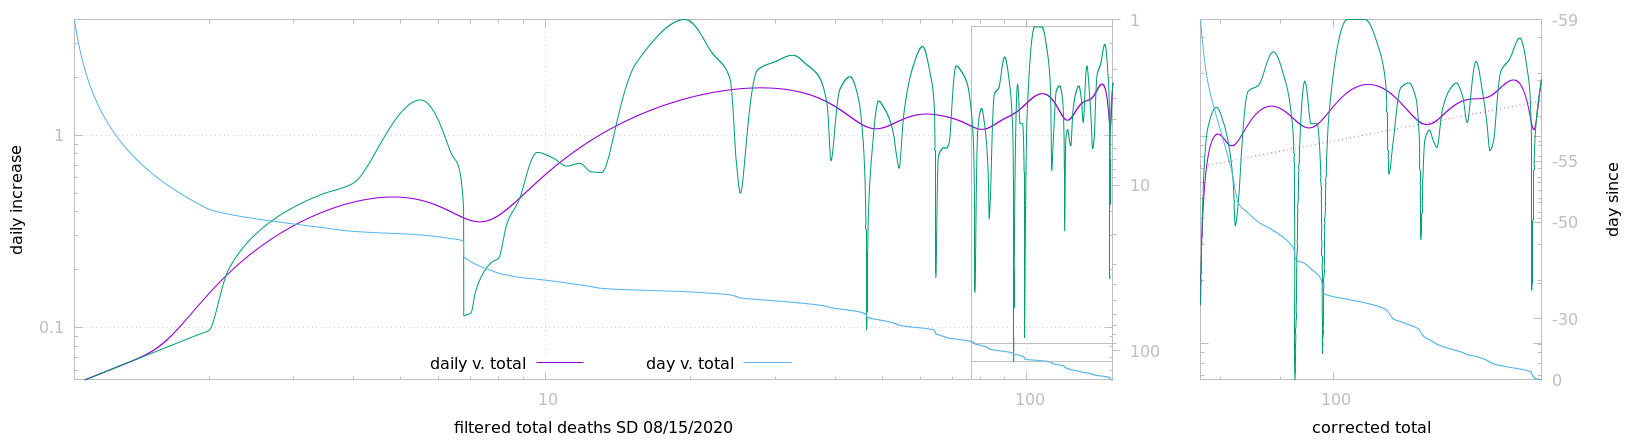 daily increase
1
0.1
daily v. total
day v. total
10
100
1
10
100
filtered total deaths SD 08/15/2020
100
corrected total
-59
-55
-50
-30
0
day since